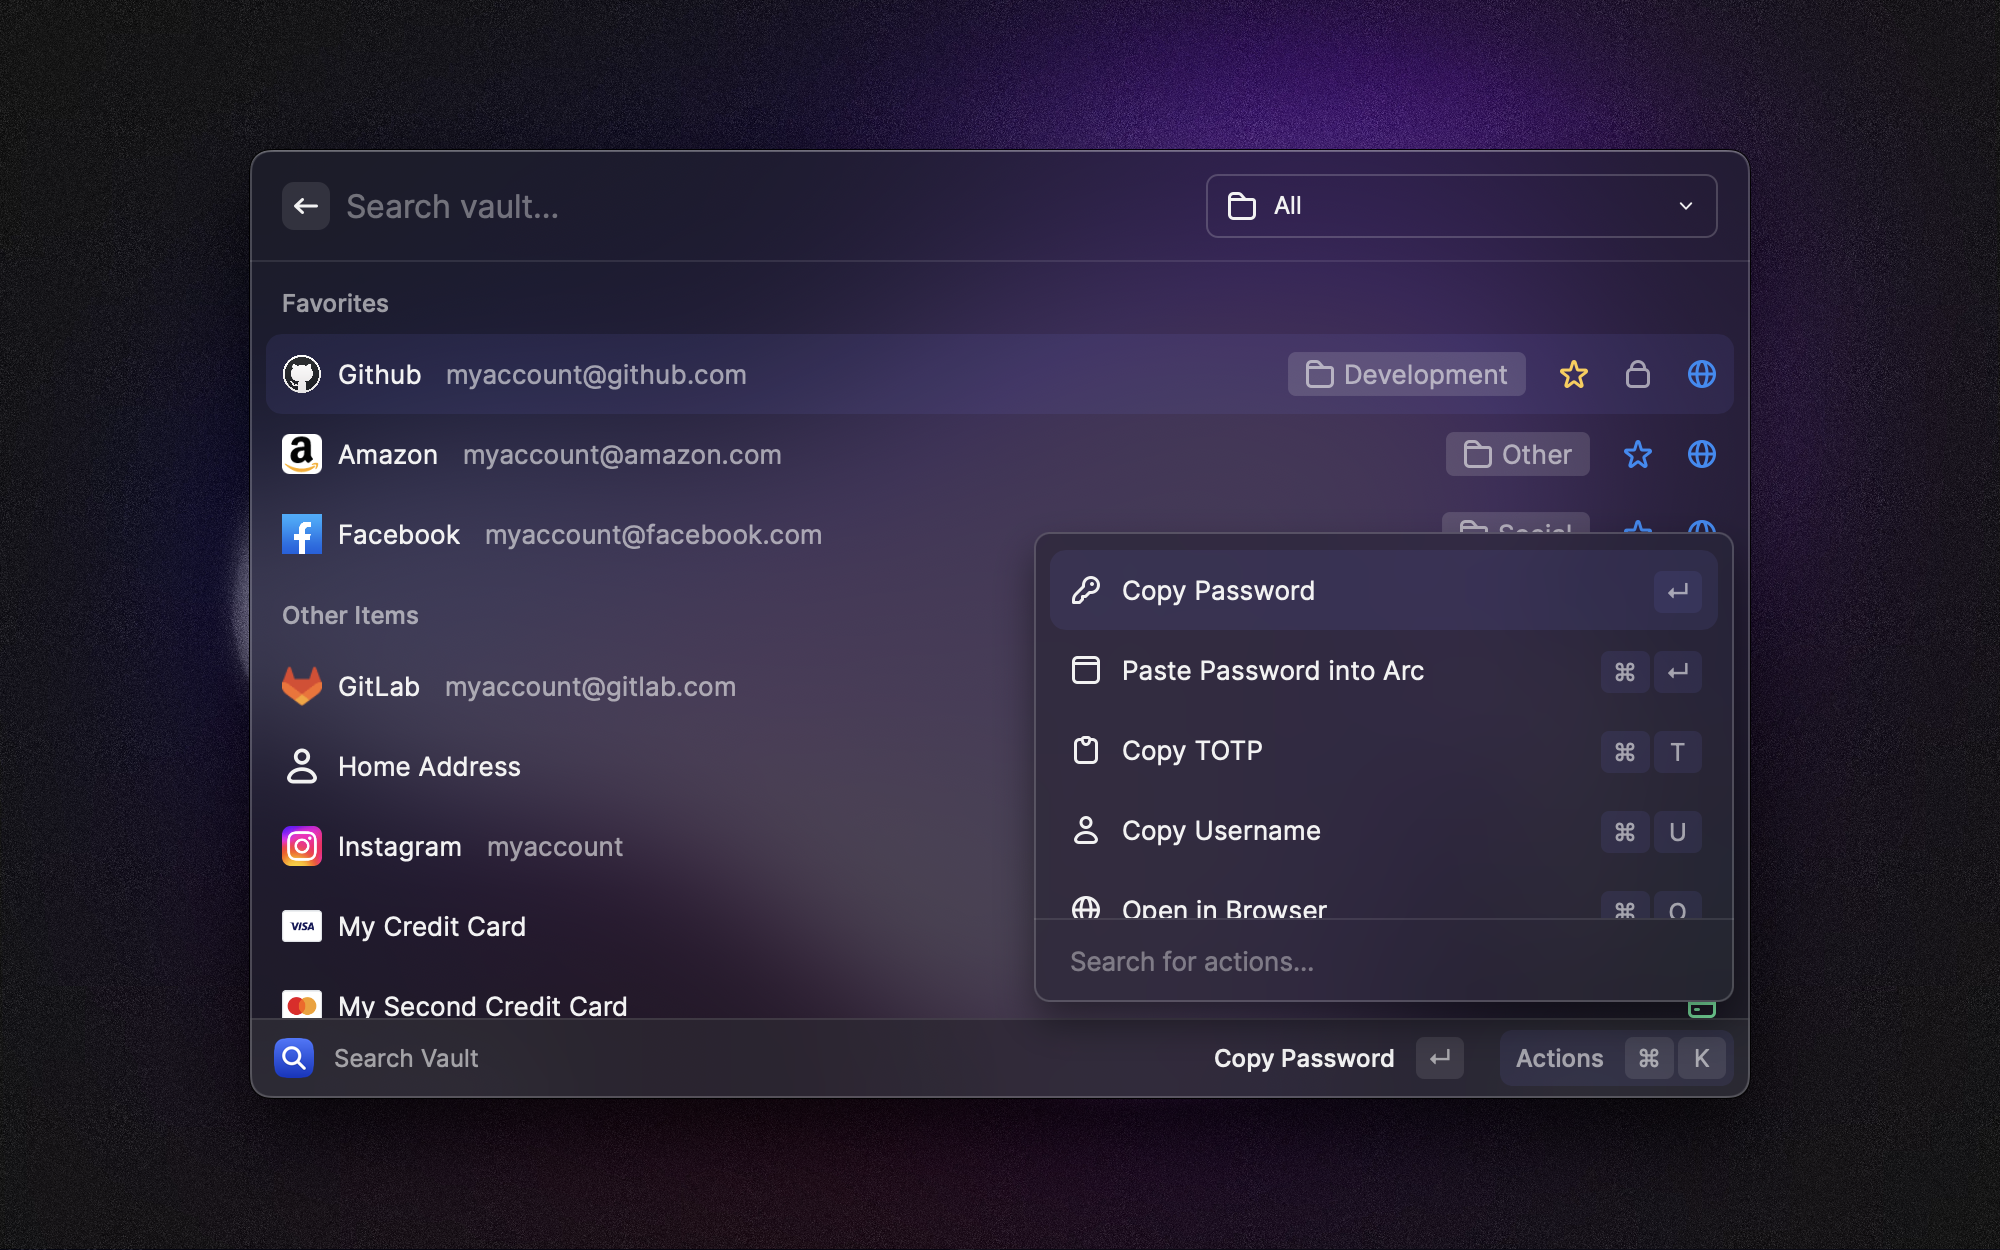 Search vault...
All
Favorites
Github myaccount@github.com Development
Amazon myaccount@amazon.com Other
Facebook myaccount@facebook.com Social
Copy Password
Paste Password into Arc ⌘
Copy TOTP ⌘ T
Copy Username ⌘ U
Open in Browser ⌘ O
Search for actions...
Other Items
GitLab myaccount@gitlab.com
Home Address
Instagram myaccount
VISA My Credit Card
My Second Credit Card
Search Vault Copy Password Actions ⌘ K